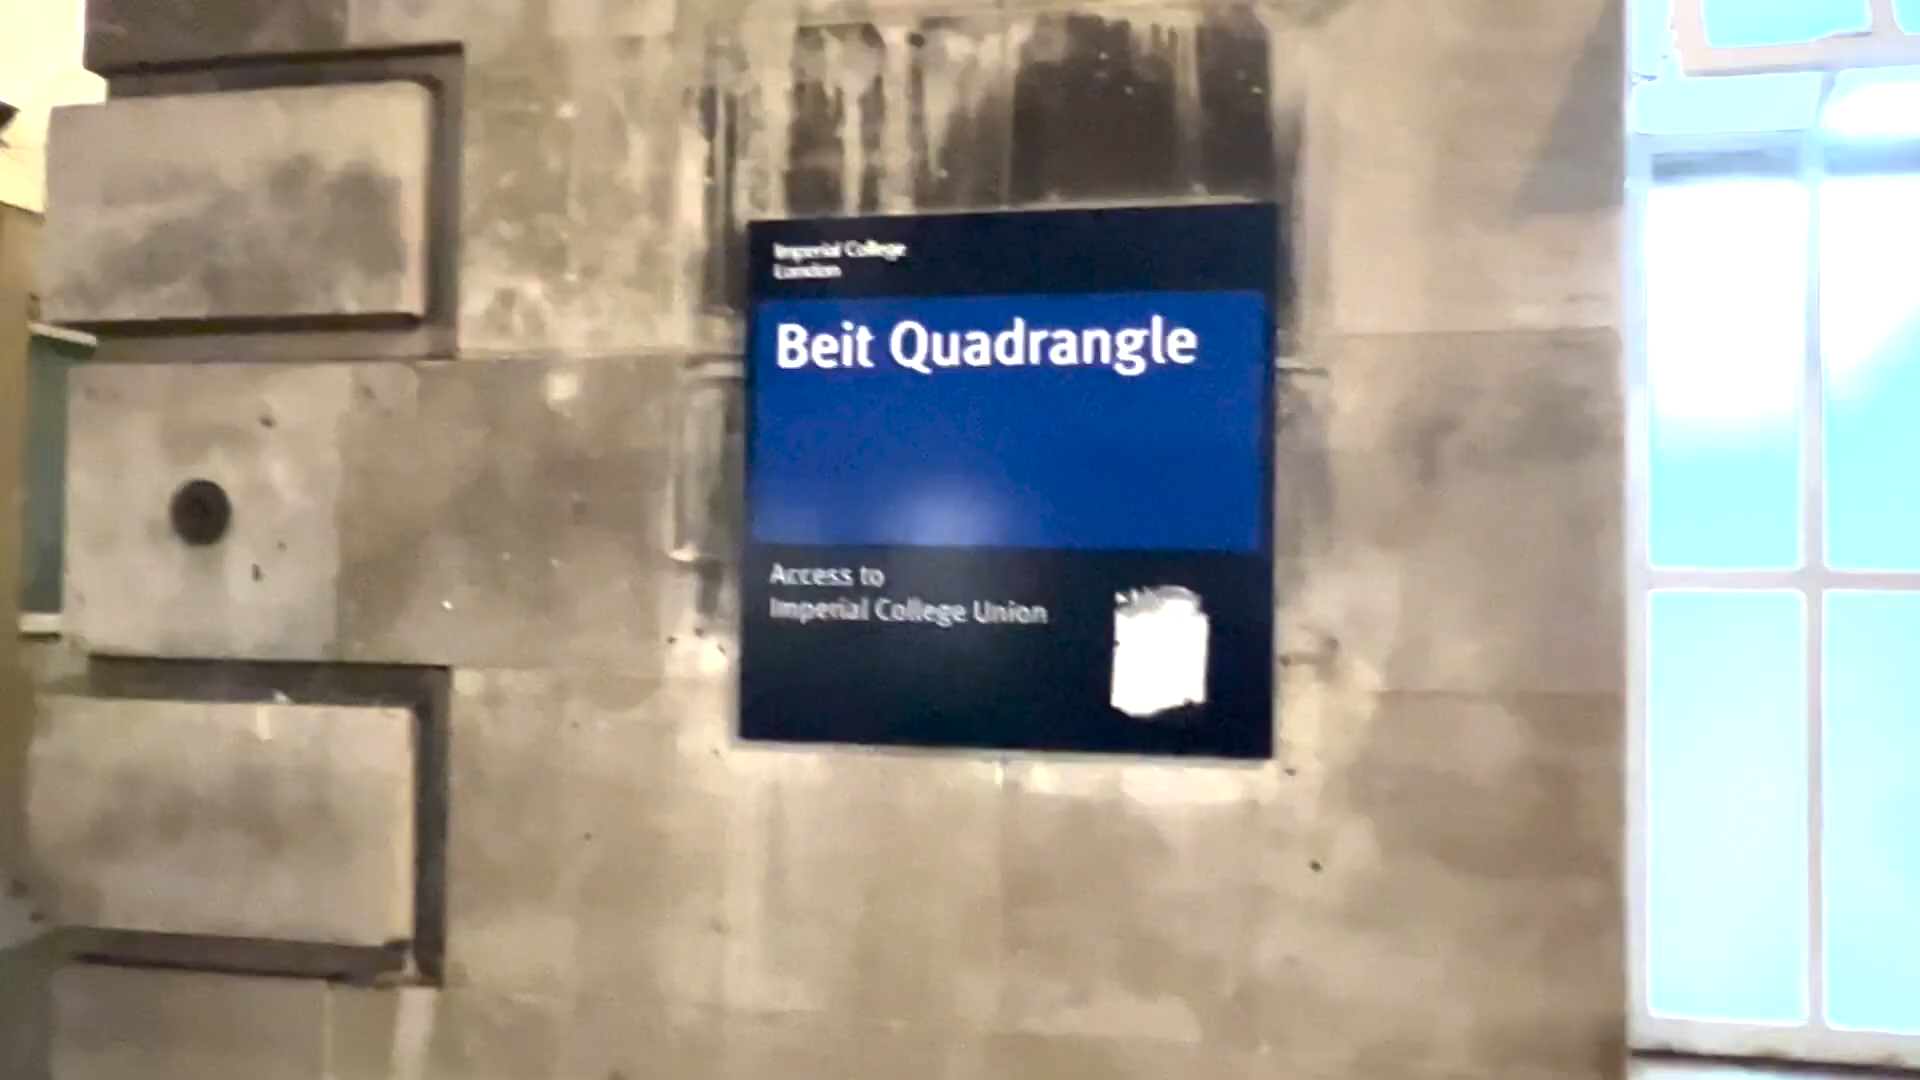 Imperial College
London
Beit Quadrangle
Access to
Imperial College Union